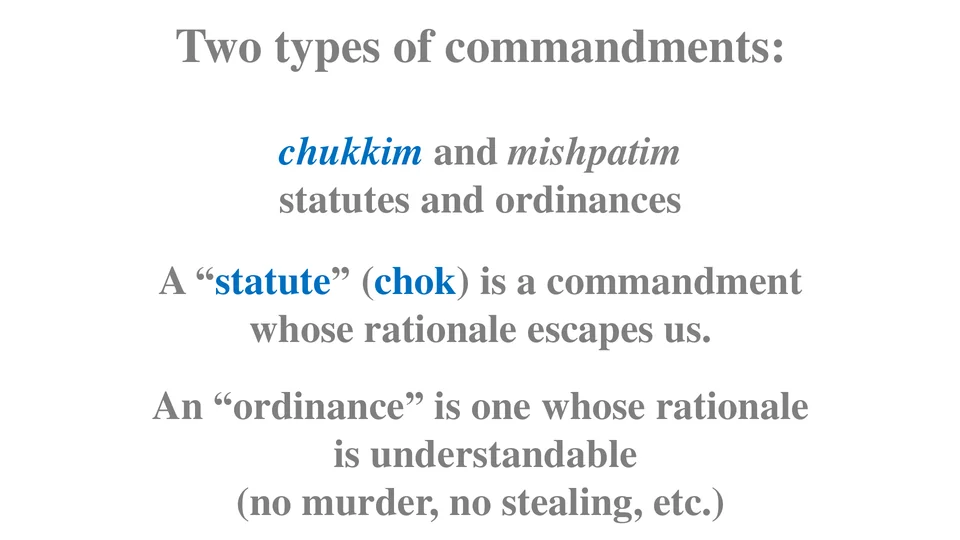 Two types of commandments:
chukkim and mishpatim
statutes and ordinances
A “statute” (chok) is a commandment
whose rationale escapes us.
An “ordinance” is one whose rationale
is understandable
(no murder, no stealing, etc.)